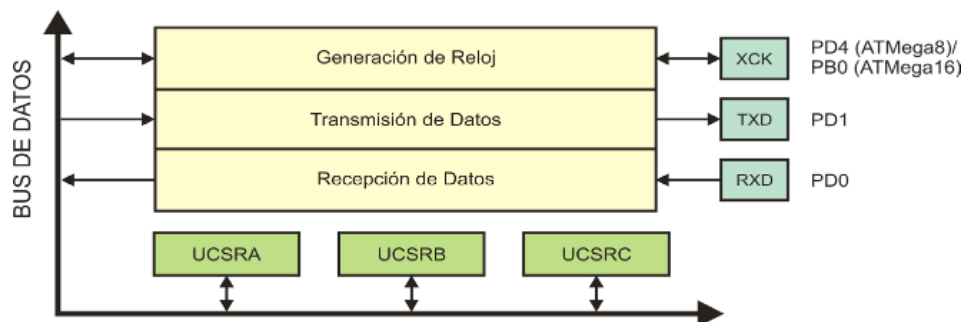 Generación de Reloj
XCK
PD4 (ATMega8)/
PB0 (ATMega16)
Transmisión de Datos
TXD
PD1
Recepción de Datos
RXD
PD0
BUS DE DATOS
UCSRA
UCSRB
UCSRC